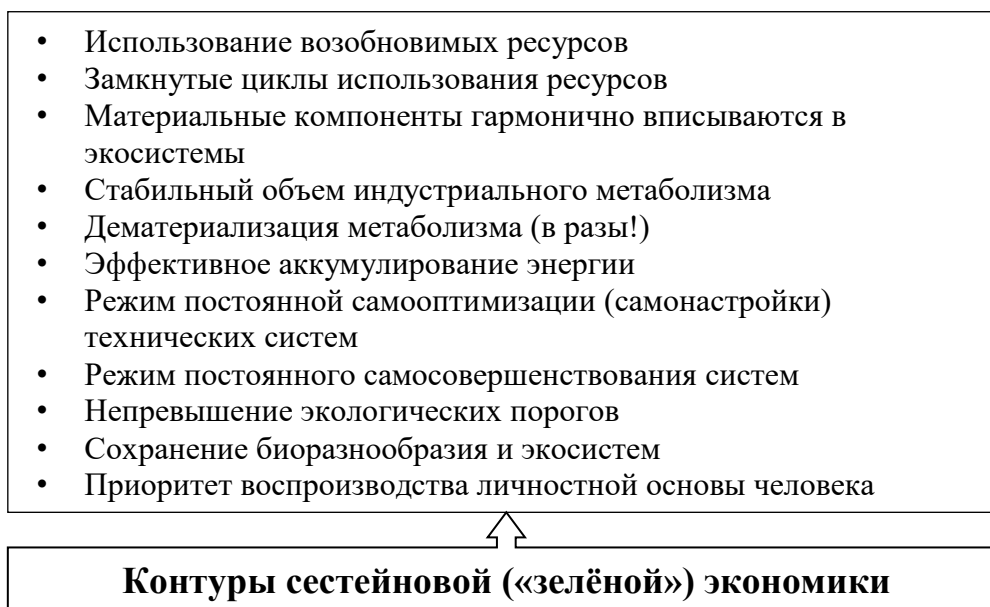 • Использование возобновимых ресурсов
• Замкнутые циклы использования ресурсов
• Материальные компоненты гармонично вписываются в
экосистемы
• Стабильный объем индустриального метаболизма
• Дематериализация метаболизма (в разы!)
• Эффективное аккумулирование энергии
• Режим постоянной самооптимизации (самонастройки)
технических систем
• Режим постоянного самосовершенствования систем
• Непревышение экологических порогов
• Сохранение биоразнообразия и экосистем
• Приоритет воспроизводства личностной основы человека
Контуры сестейновой («зелёной») экономики